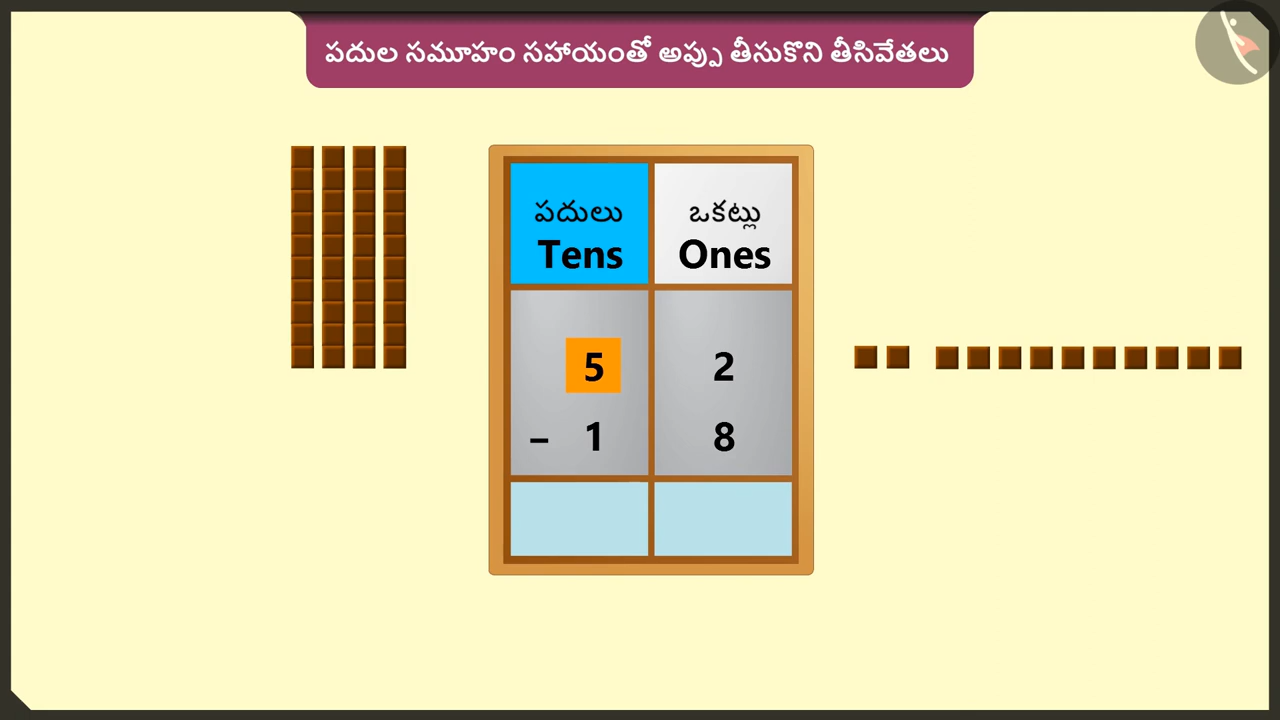 పదుల సమూహం సహాయంతో అప్పు తీసుకొని తీసివేతలు
పదులు ఒకట్లు
Tens Ones
5 2
– 1 8